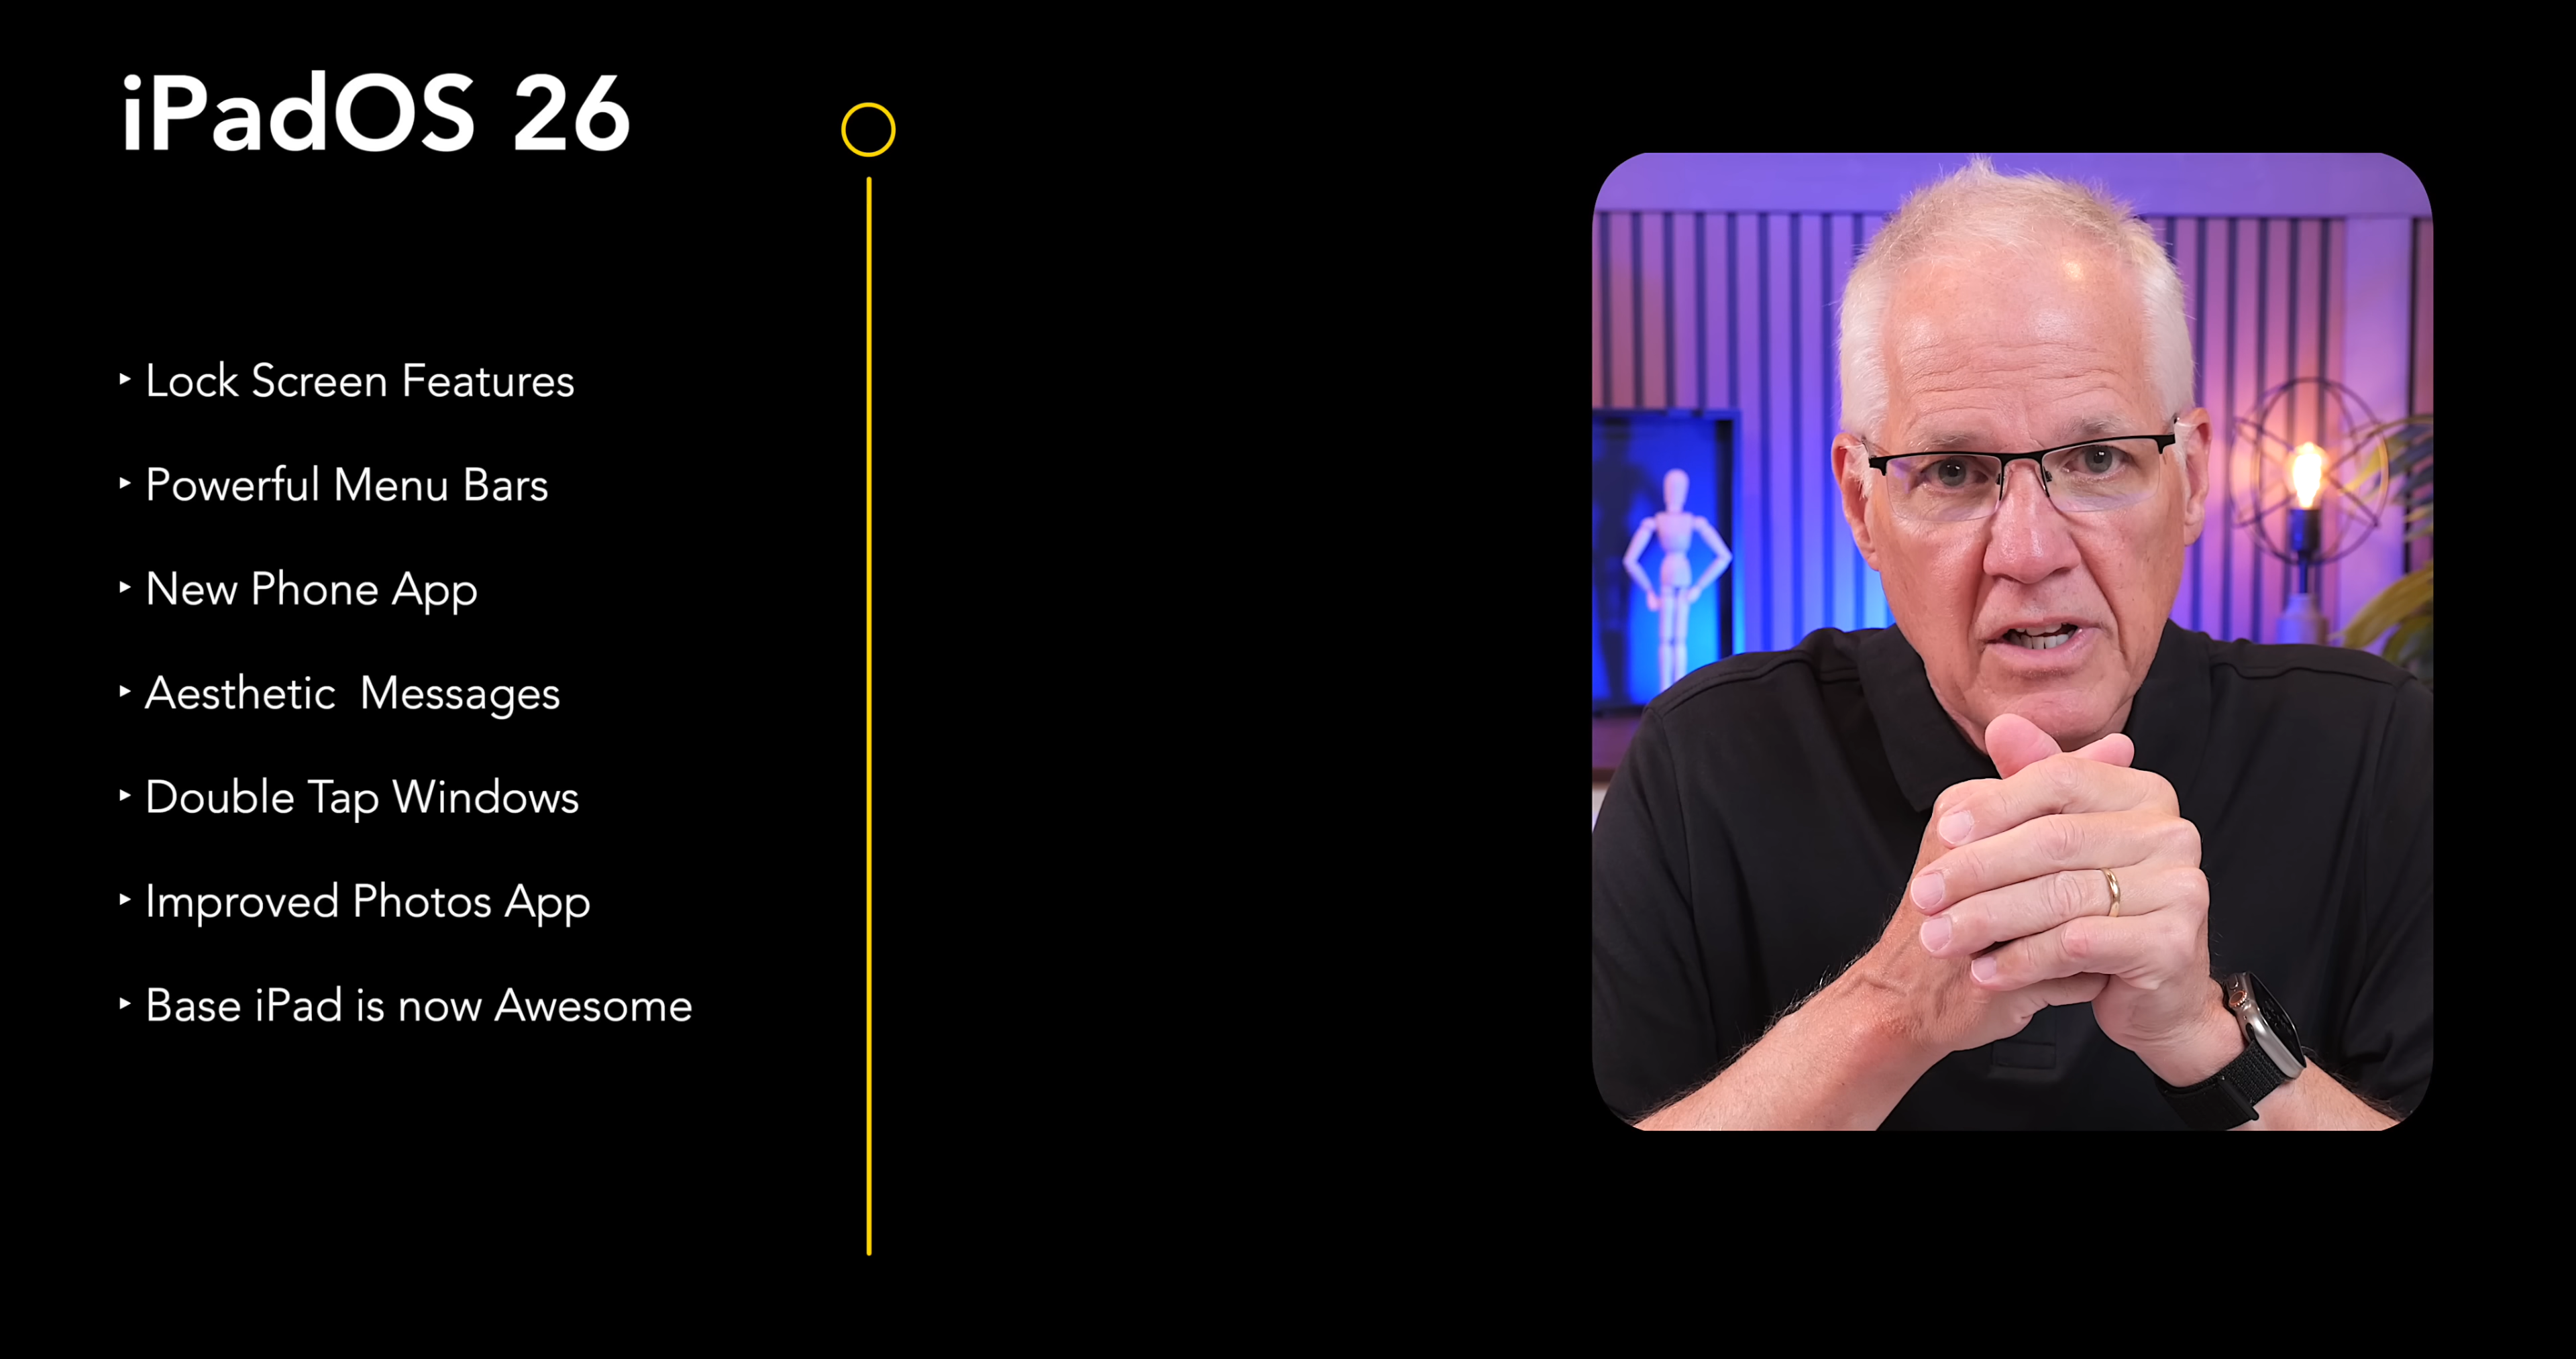 iPadOS 26
‣ Lock Screen Features
‣ Powerful Menu Bars
‣ New Phone App
‣ Aesthetic  Messages
‣ Double Tap Windows
‣ Improved Photos App
‣ Base iPad is now Awesome